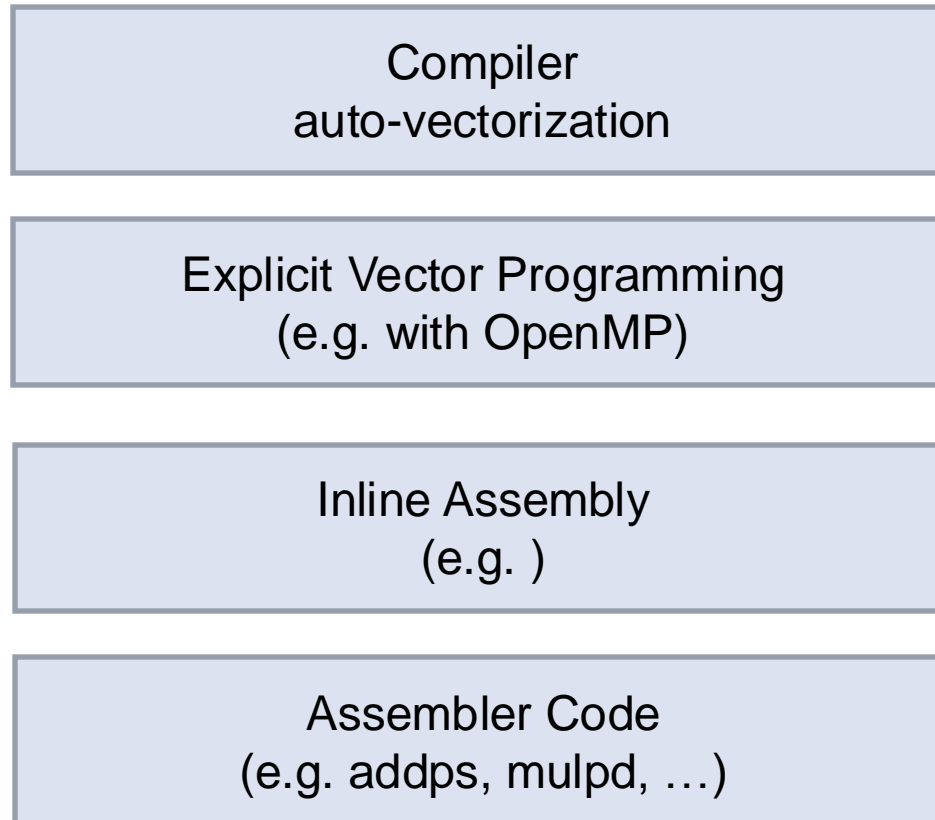 Compiler
auto-vectorization
Explicit Vector Programming
(e.g. with OpenMP)
Inline Assembly
(e.g. )
Assembler Code
(e.g. addps, mulpd, …)